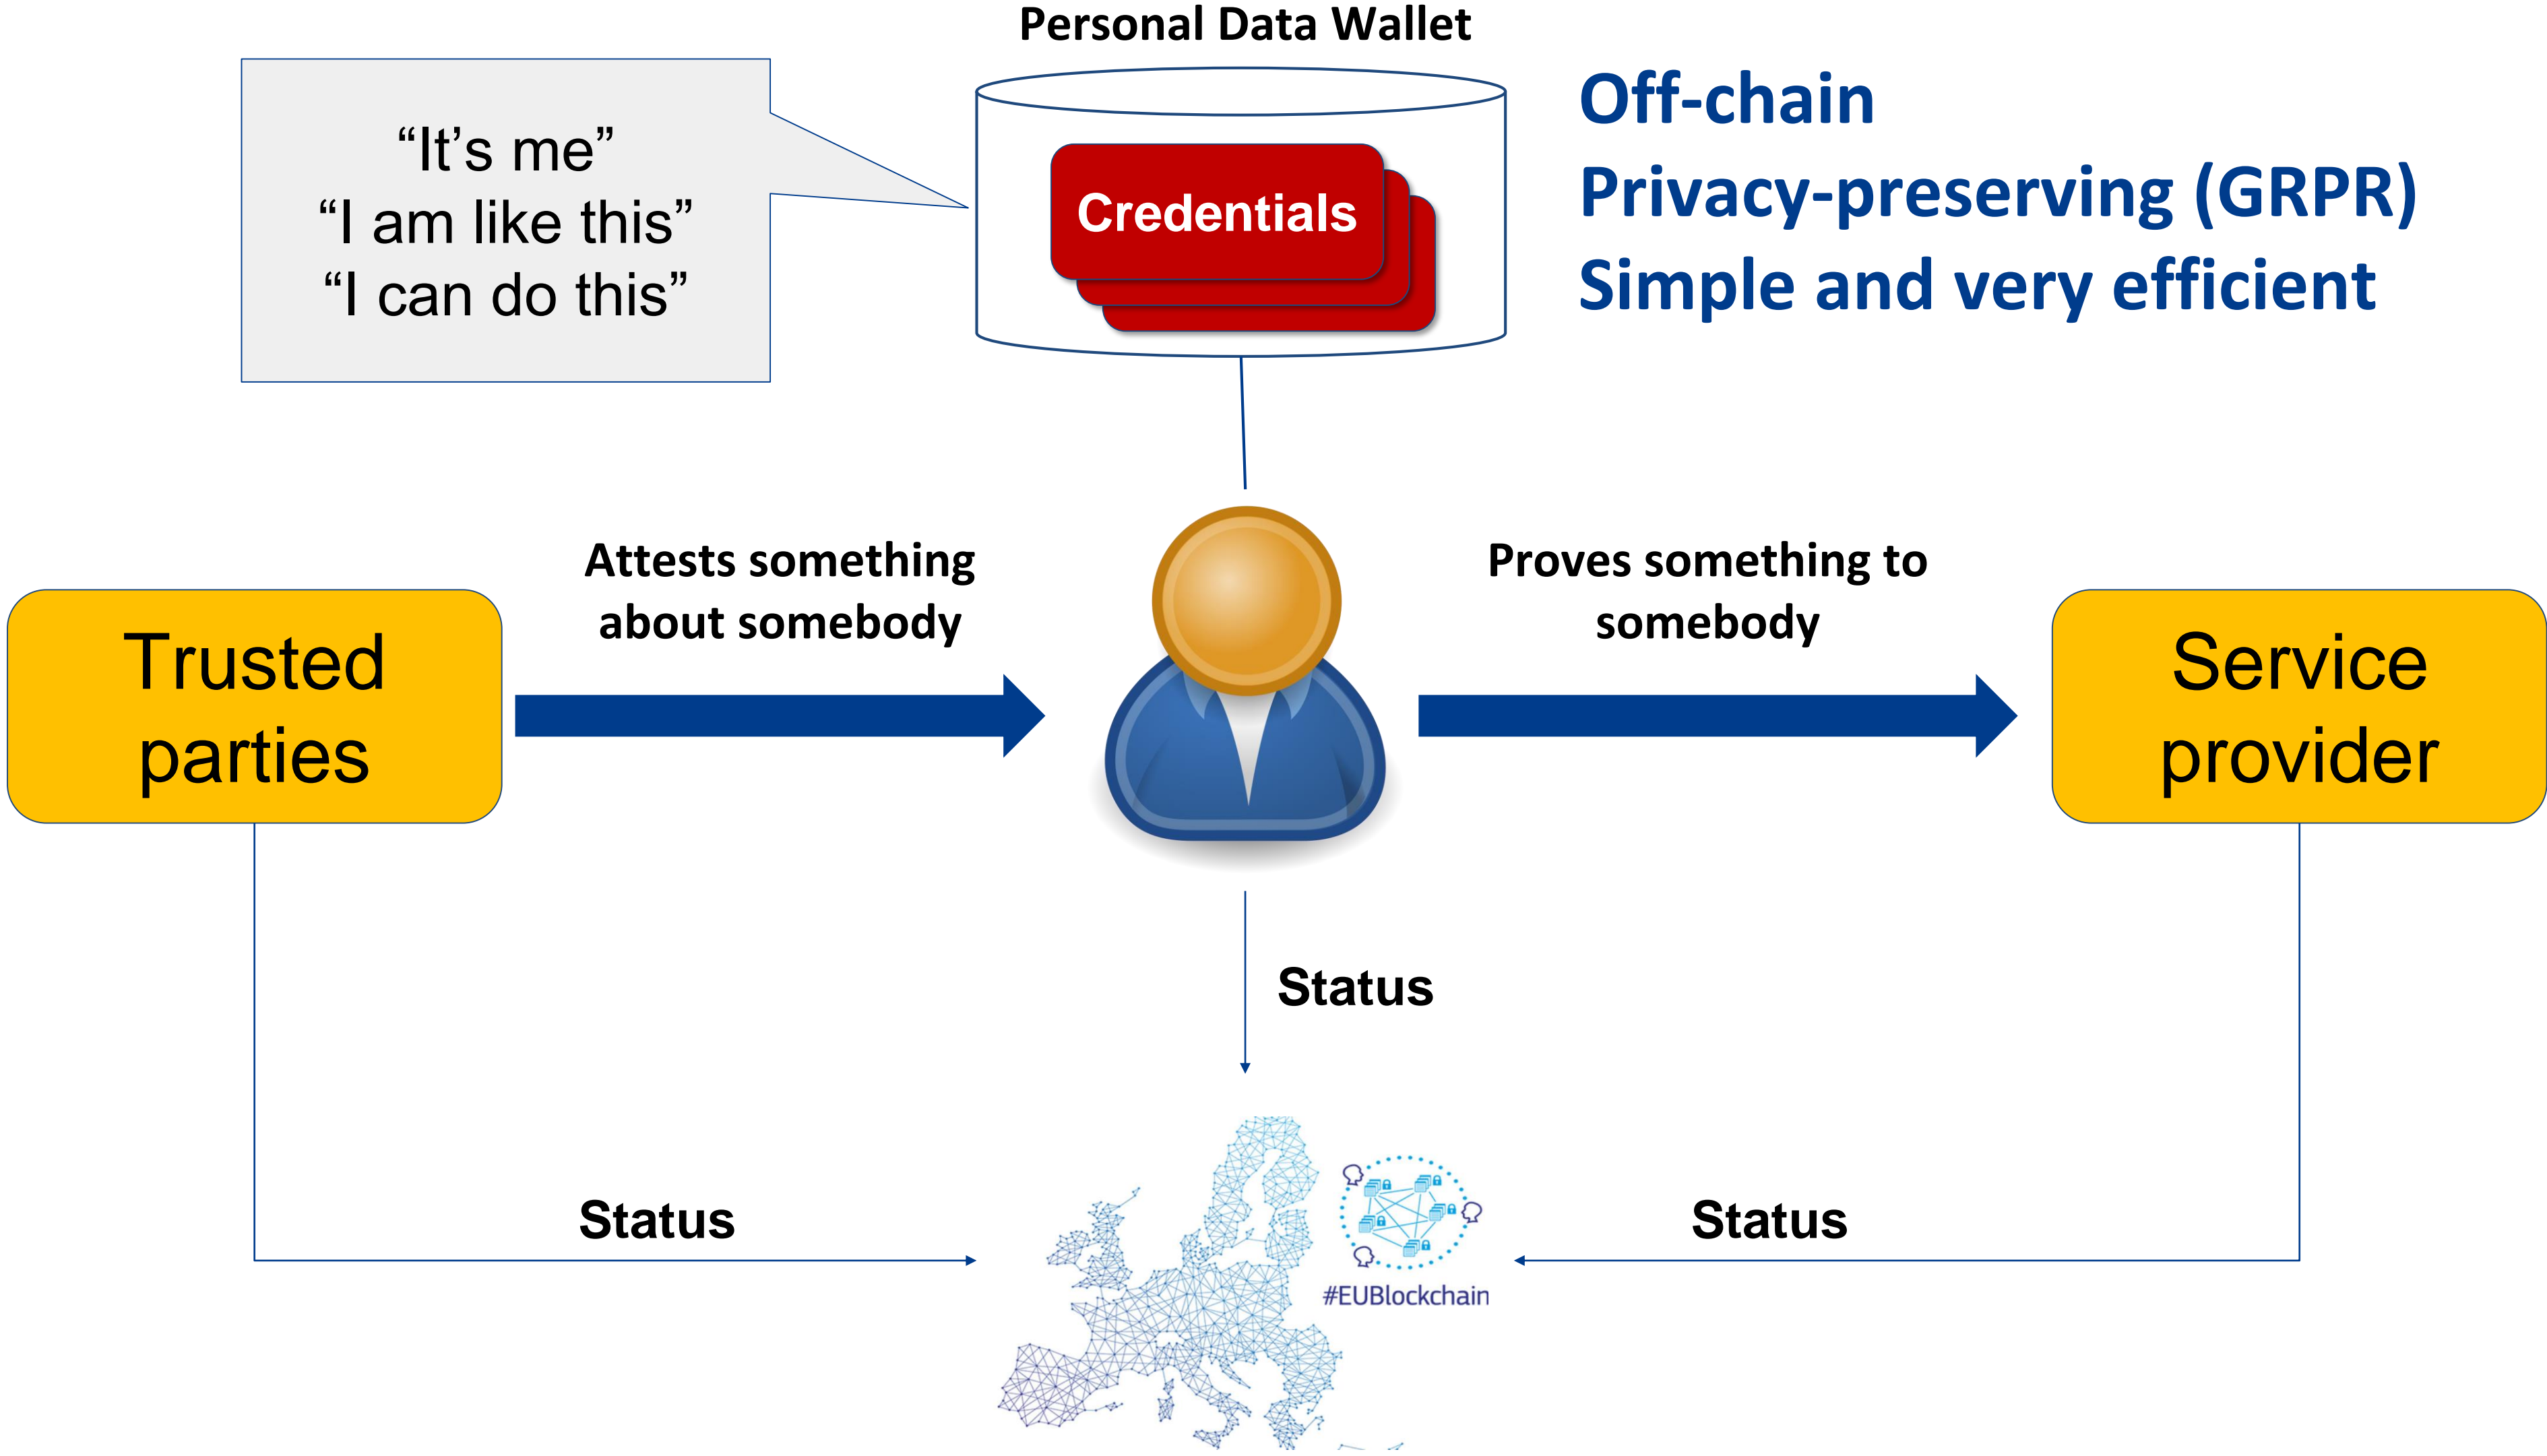 Personal Data Wallet
“It’s me”
“I am like this”
“I can do this”
Credentials
Off-chain
Privacy-preserving (GRPR)
Simple and very efficient
Attests something
about somebody
Proves something to
somebody
Trusted
parties
Service
provider
Status
Status
Status
#EUBlockchain